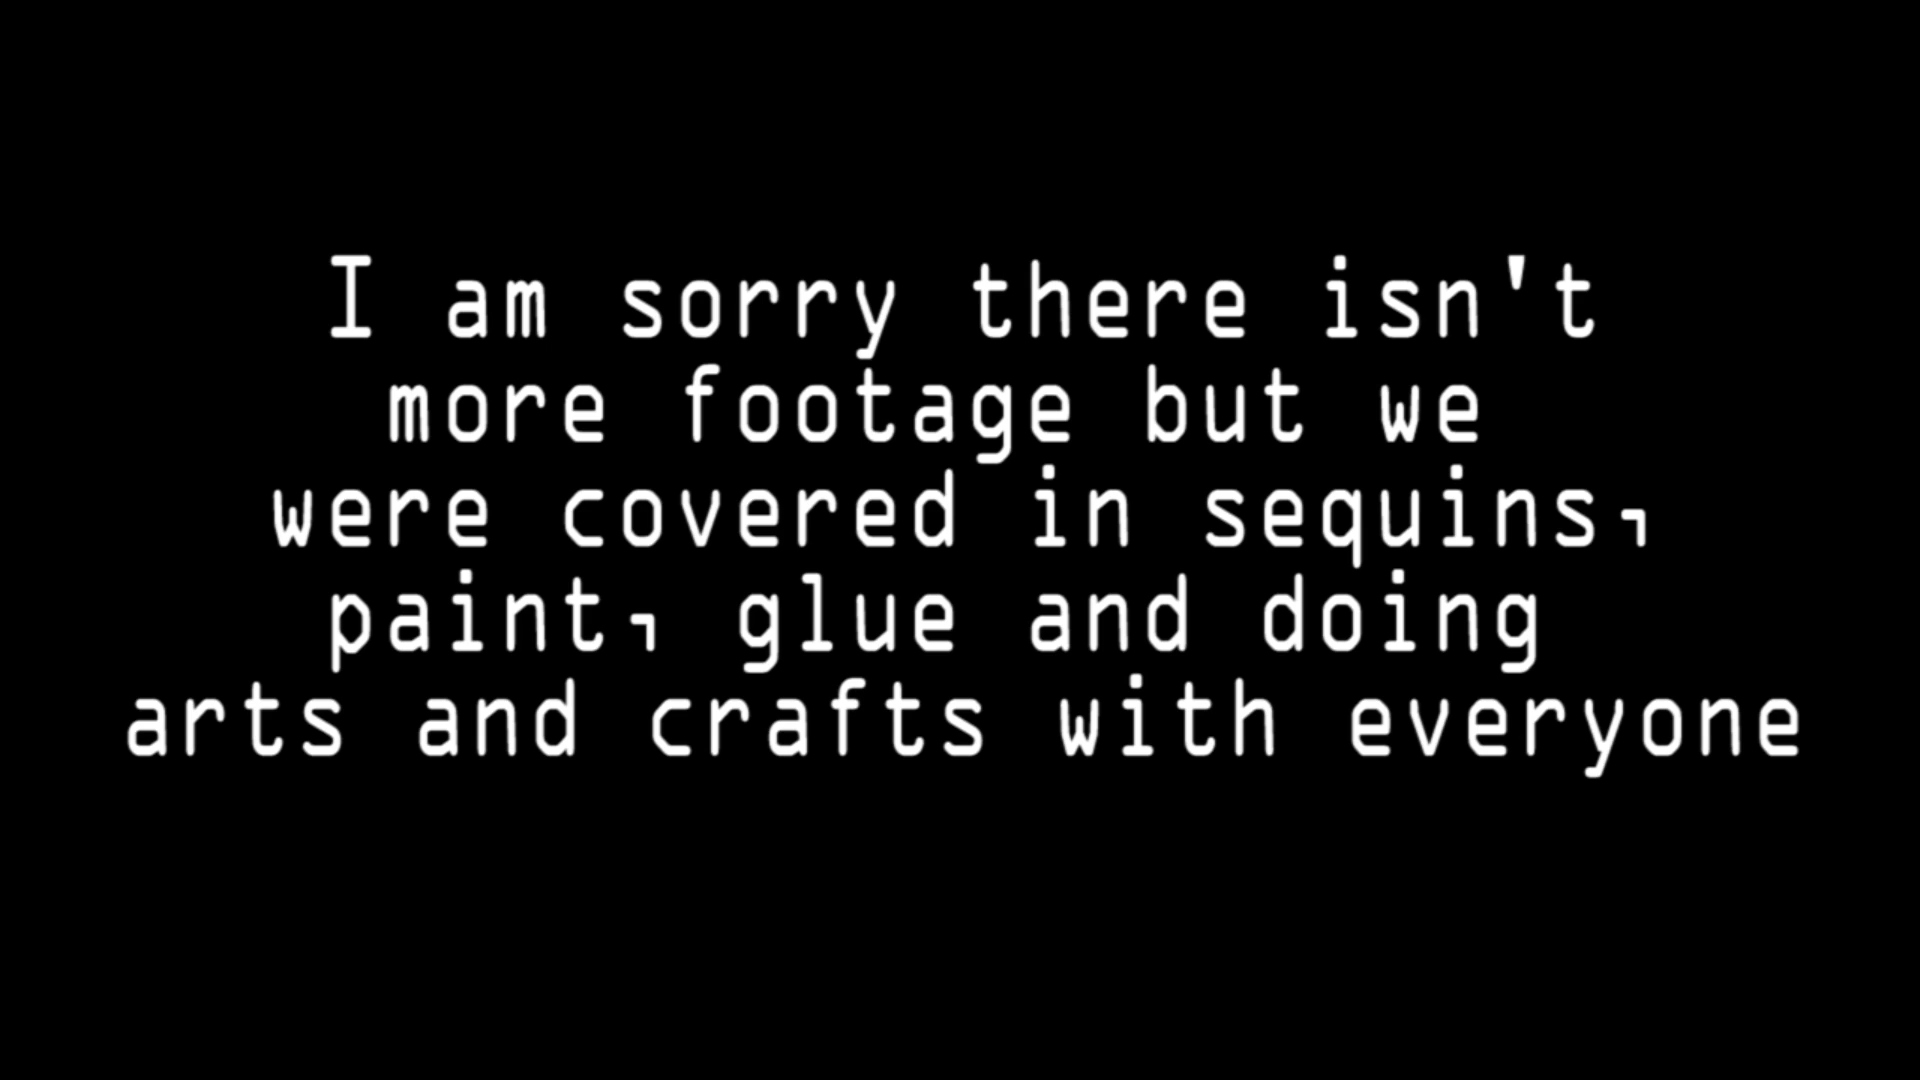 I am sorry there isn't
more footage but we
were covered in sequins,
paint, glue and doing
arts and crafts with everyone